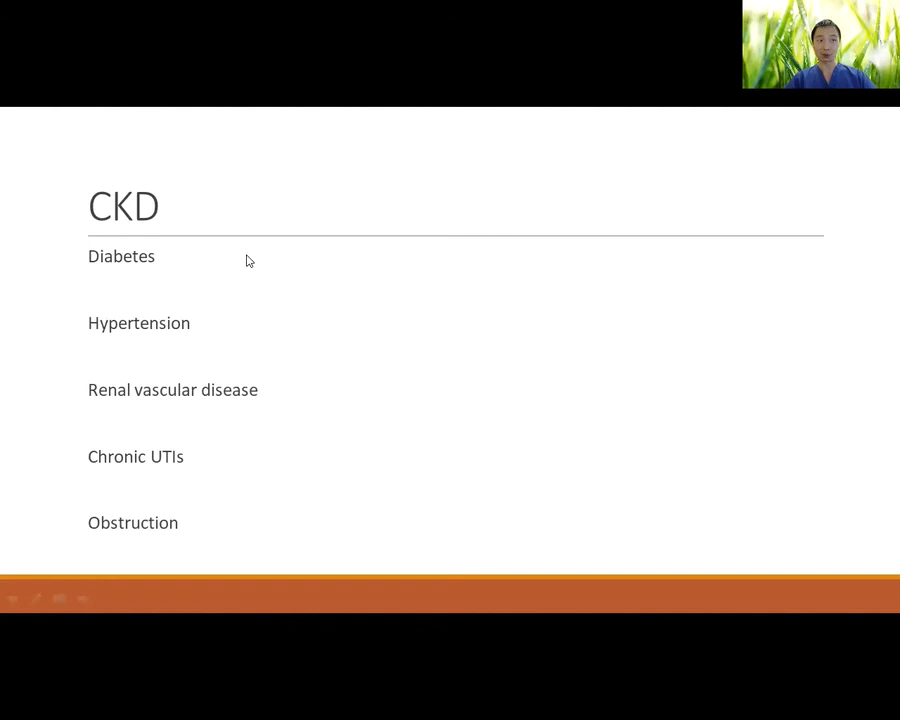 CKD
Diabetes
Hypertension
Renal vascular disease
Chronic UTIs
Obstruction